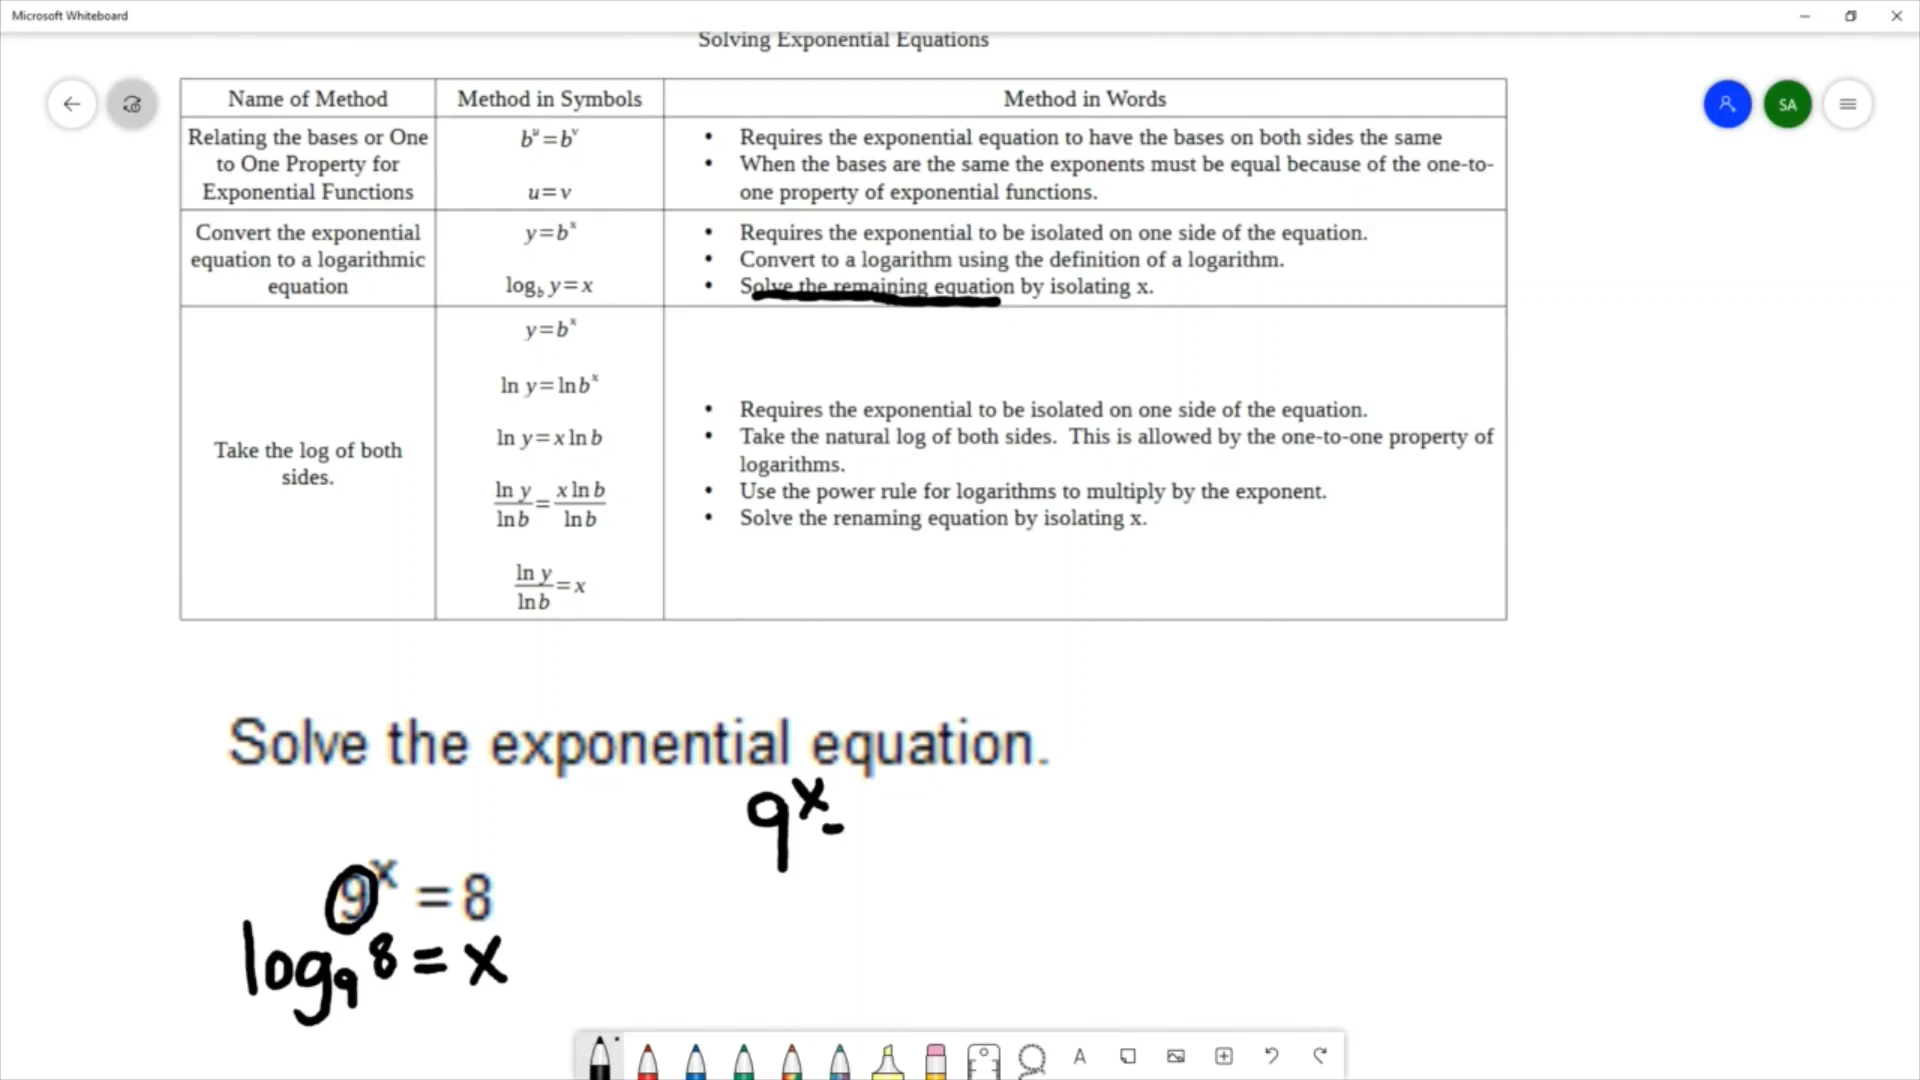 Microsoft Whiteboard
Solving Exponential Equations
Name of Method
Method in Symbols
Method in Words
Relating the bases or One
to One Property for
Exponential Functions
bᵘ=bᵛ
u=v
• Requires the exponential equation to have the bases on both sides the same
• When the bases are the same the exponents must be equal because of the one-to-
one property of exponential functions.
Convert the exponential
equation to a logarithmic
equation
y=bˣ
log_b y=x
• Requires the exponential to be isolated on one side of the equation.
• Convert to a logarithm using the definition of a logarithm.
• Solve the remaining equation by isolating x.
Take the log of both
sides.
y=bˣ
ln y=ln bˣ
ln y=x ln b
ln y/ln b = x ln b/ln b
ln y/ln b = x
• Requires the exponential to be isolated on one side of the equation.
• Take the natural log of both sides. This is allowed by the one-to-one property of
logarithms.
• Use the power rule for logarithms to multiply by the exponent.
• Solve the renaming equation by isolating x.
SA
Solve the exponential equation.
9ˣ -
9ˣ = 8
log₉ 8 = x
A